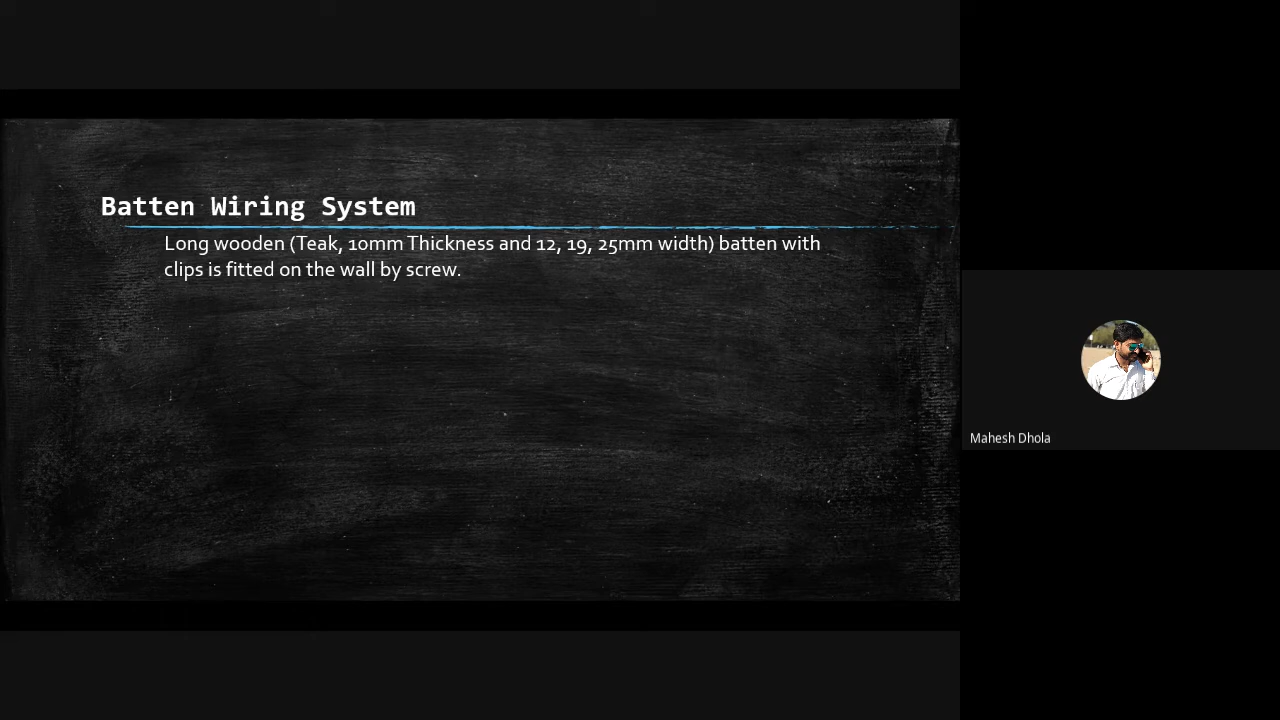 Batten Wiring System
Long wooden (Teak, 10mm Thickness and 12, 19, 25mm width) batten with
clips is fitted on the wall by screw.
Mahesh Dhola